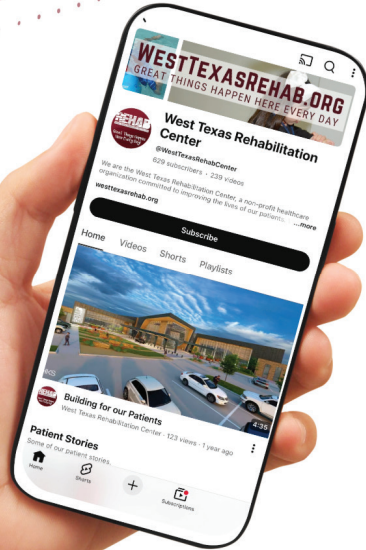 WESTTEXASREHAB.ORG
GREAT THINGS HAPPEN HERE EVERY DAY
REHAB
West Texas Rehabilitation
Center
@WestTexasRehabCenter
629 subscribers • 239 videos
We are the West Texas Rehabilitation Center, a non-profit healthcare
organization committed to improving the lives of our patients. ...more
westtexasrehab.org
Subscribe
Home Videos Shorts Playlists
4:35
REHAB
Building for our Patients
West Texas Rehabilitation Center • 123 views • 1 year ago
Patient Stories
Some of our patient stories.
Home
Shorts
Subscriptions